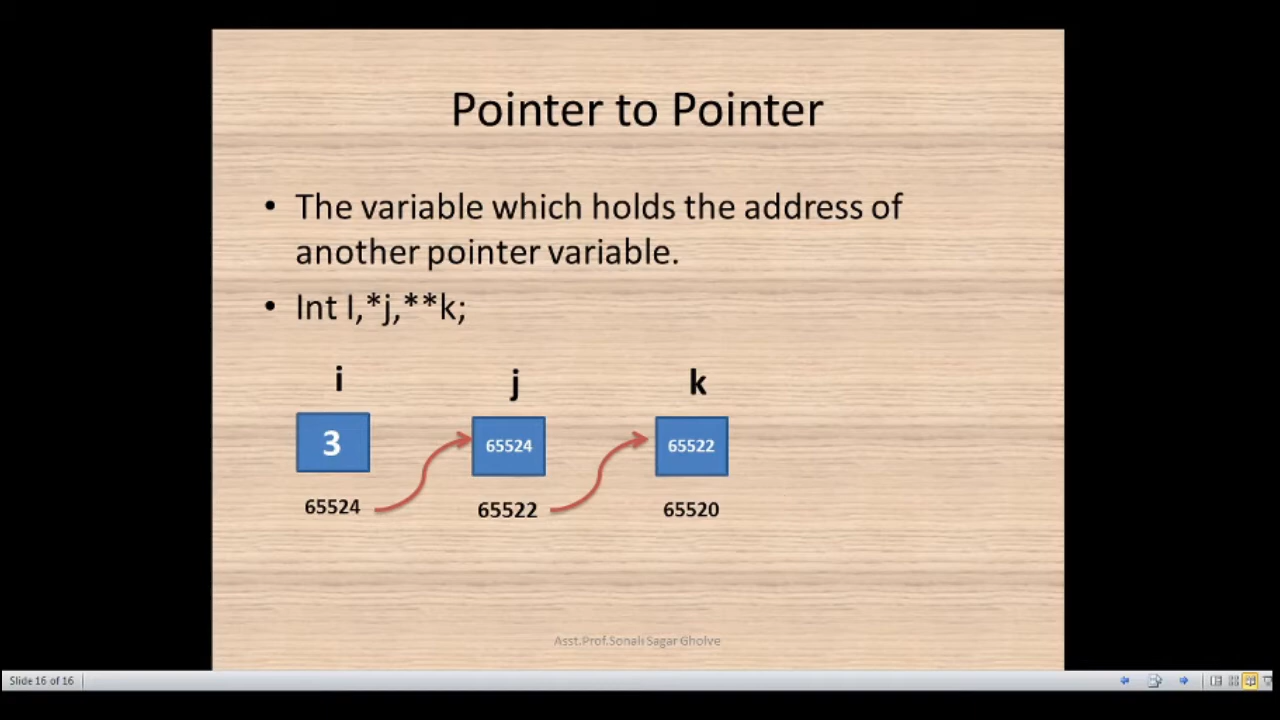 Pointer to Pointer
• The variable which holds the address of
another pointer variable.
• Int I,*j,**k;
i j k
3 65524 65522
65524 65522 65520
Asst.Prof.Sonali Sagar Gholve
Slide 16 of 16